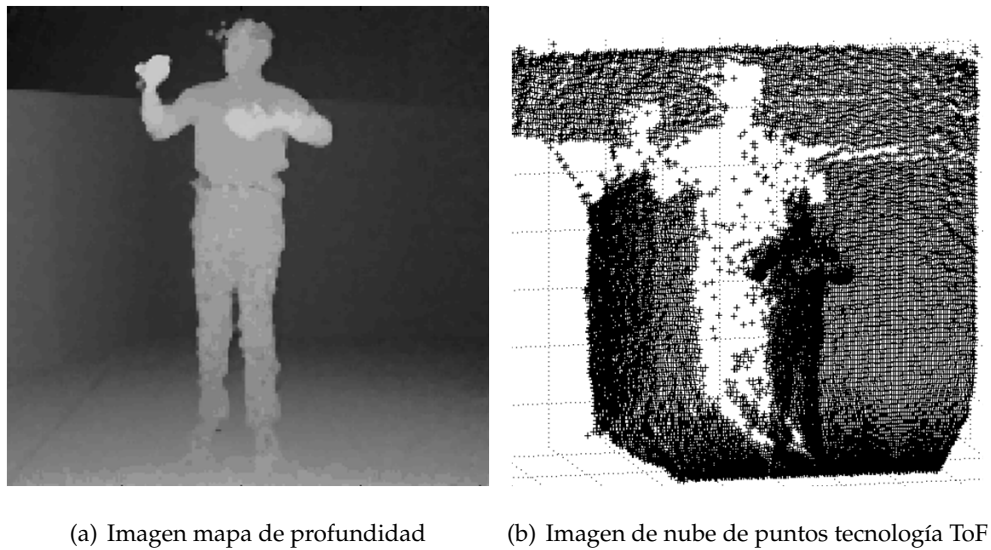 (a) Imagen mapa de profundidad
(b) Imagen de nube de puntos tecnología ToF